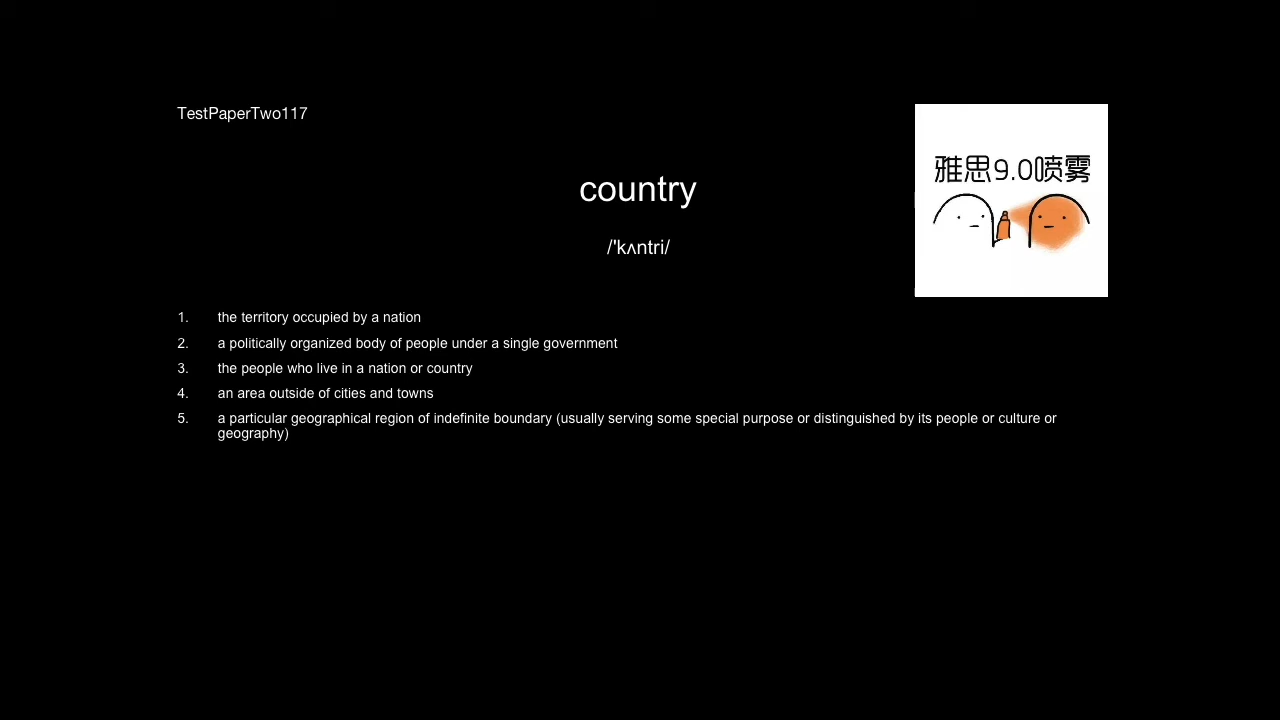 TestPaperTwo117
雅思9.0喷雾
country
/'kʌntri/
1. the territory occupied by a nation
2. a politically organized body of people under a single government
3. the people who live in a nation or country
4. an area outside of cities and towns
5. a particular geographical region of indefinite boundary (usually serving some special purpose or distinguished by its people or culture or
geography)